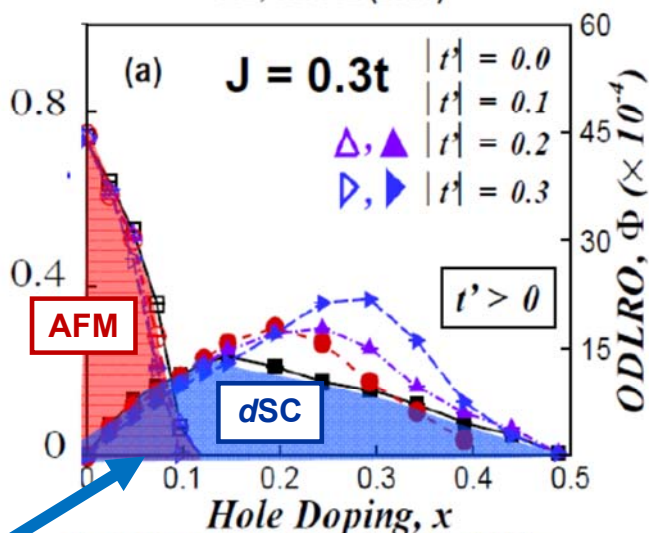 (a) J = 0.3t
|t'| = 0.0
|t'| = 0.1
|t'| = 0.2
|t'| = 0.3
t' > 0
AFM
dSC
0.8
0.4
0
60
45
30
15
0 0.1 0.2 0.3 0.4 0.5
Hole Doping, x
ODLRO, Φ (× 10⁻⁴)